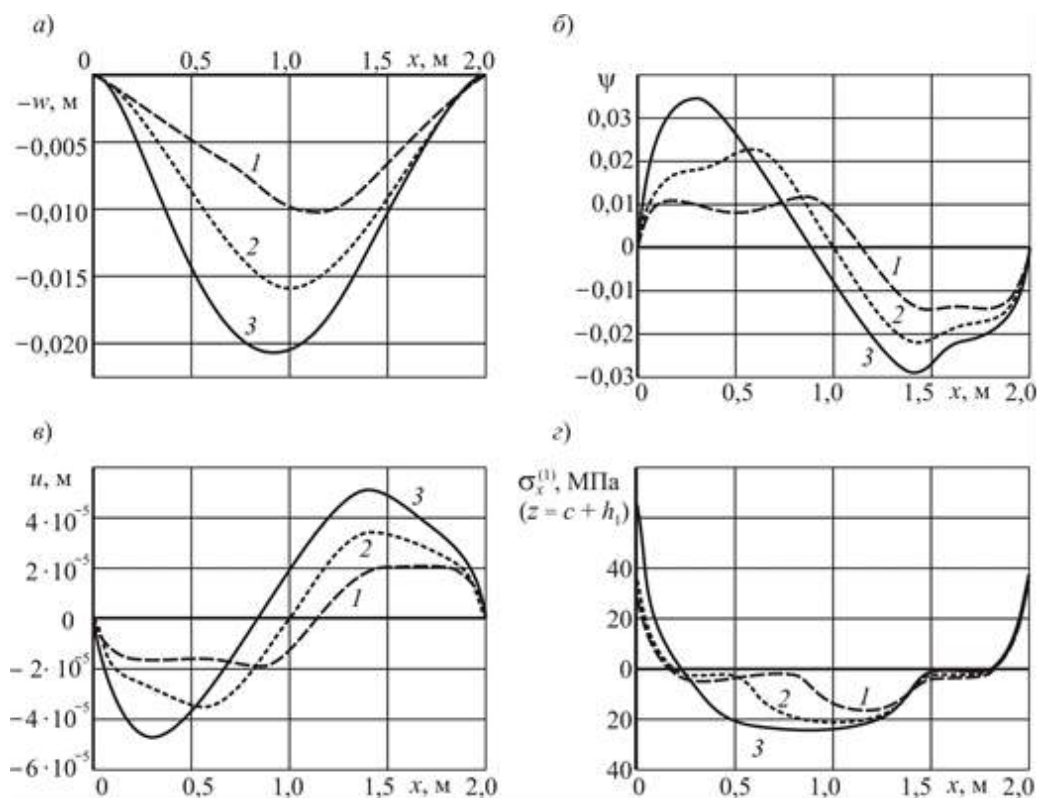 а)
0 0,5 1,0 x, м 1,5 2,0
−w, м
−0,005
−0,010
−0,015
−0,020
1
2
3
б)
ψ
0,03
0,02
0,01
0
−0,01
−0,02
−0,03
1
2
3
0 0,5 1,0 1,5 x, м 2,0
в)
u, м
4·10⁻⁵
2·10⁻⁵
0
−2·10⁻⁵
−4·10⁻⁵
−6·10⁻⁵
3
2
1
0 0,5 1,0 1,5 x, м 2,0
г)
σₓ⁽¹⁾, МПа
(z = c + h₁)
40
20
0
20
40
1
2
3
0 0,5 1,0 1,5 x, м 2,0